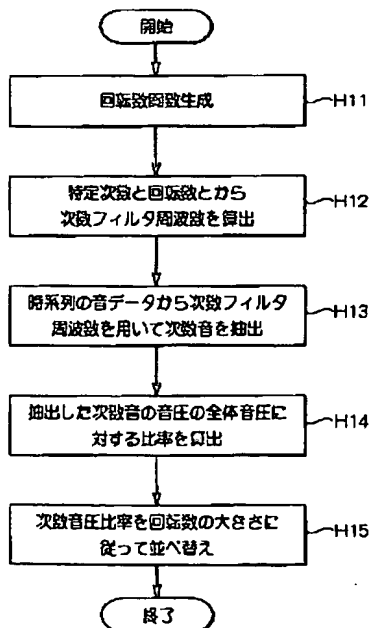 開始
回転数関数生成
H11
特定次数と回転数とから
次数フィルタ周波数を算出
H12
時系列の音データから次数フィルタ
周波数を用いて次数音を抽出
H13
抽出した次数音の音圧の全体音圧に
対する比率を算出
H14
次数音圧比率を回転数の大きさに
従って並べ替え
H15
終了